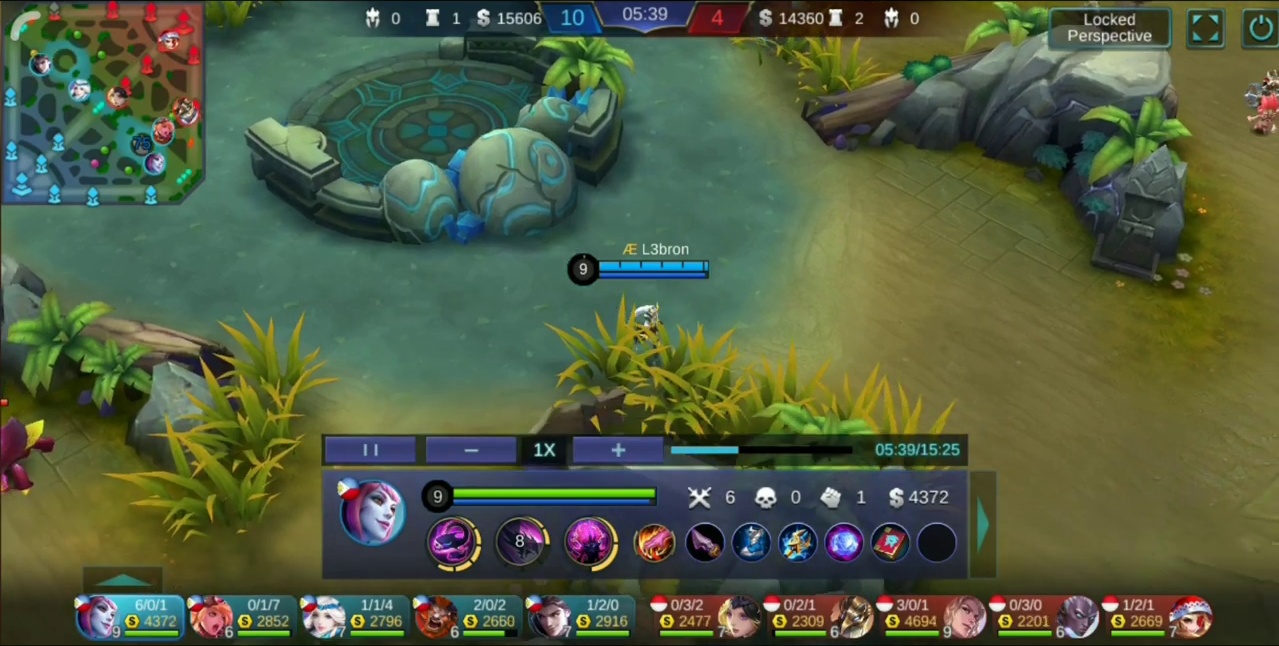 0 1 $ 15606 10 05:39 4 $ 14360 2 0
Locked
Perspective
Æ L3bron
9
1X 05:39/15:25
9 6 0 1 $ 4372
8
6/0/1 0/1/7 1/1/4 2/0/2 1/2/0 0/3/2 0/2/1 3/0/1 0/3/0 1/2/1
9 4372 6 2852 7 2796 6 2660 7 2916 2477 7 2309 6 4694 9 2201 6 2669 7